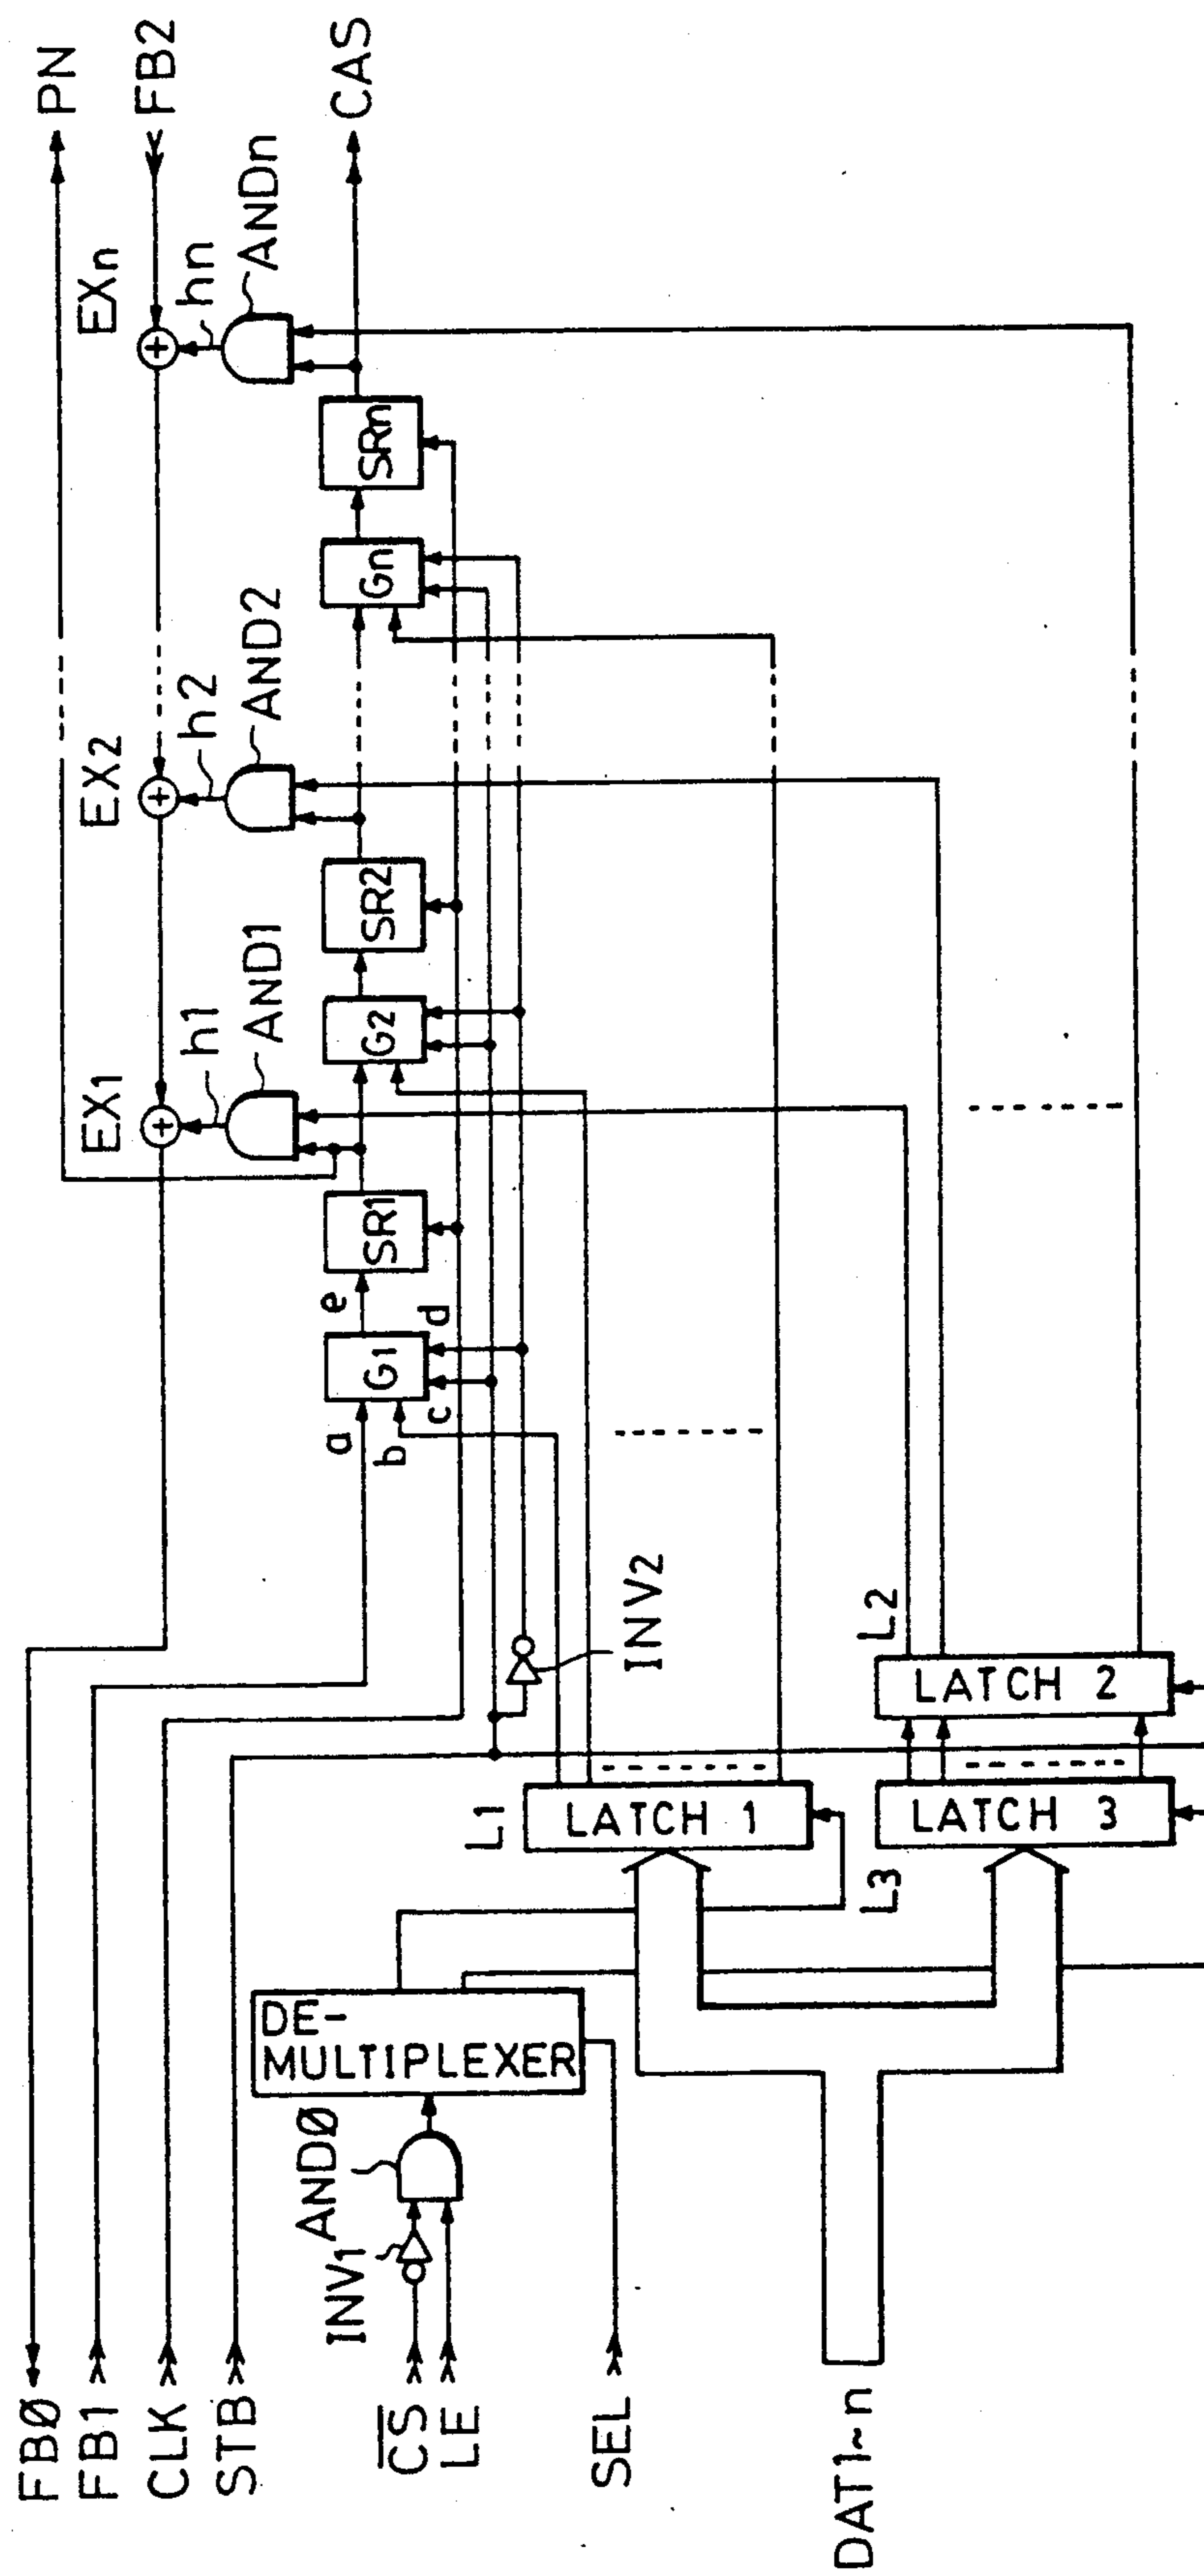 PN
FB2
CAS
EX1
EX2
EXn
h1
h2
hn
AND1
AND2
ANDn
a
b
c
d
e
G1
SR1
G2
SR2
Gn
SRn
FBØ
FB1
CLK
STB
INV2
CS
LE
INV1
ANDØ
DE-
MULTIPLEXER
SEL
L1
LATCH 1
L3
LATCH 3
L2
LATCH 2
DAT1~n